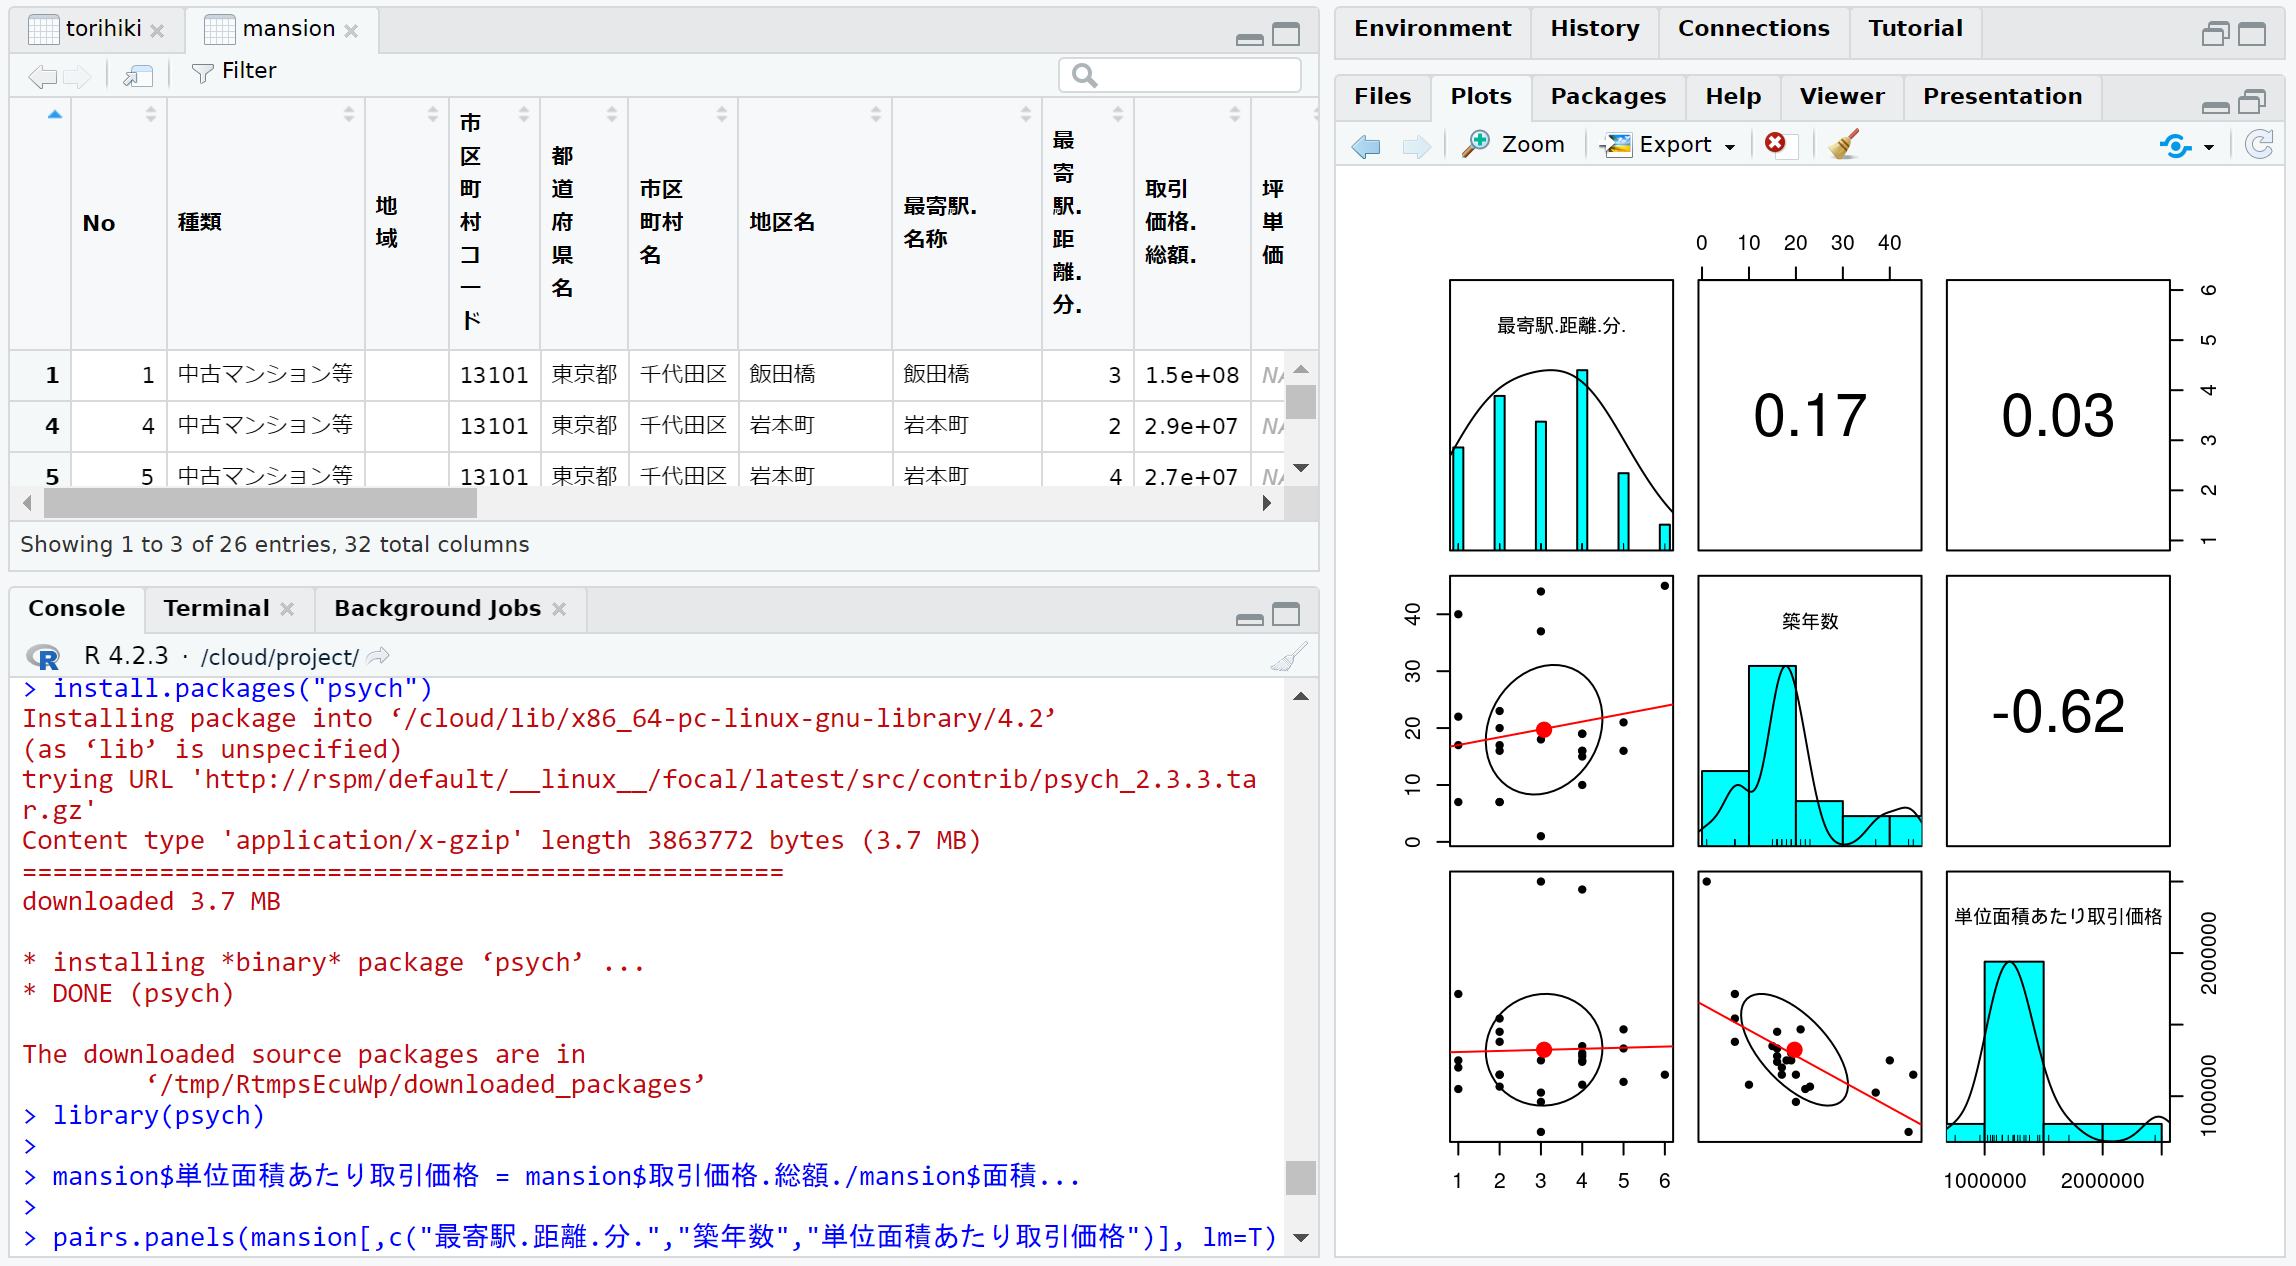 torihiki mansion
Filter
No 種類 地域 市区町村コード 都道府県名 市区町村名 地区名 最寄駅.名称 最寄駅.距離.分. 取引価格.総額. 坪単価
1 1 中古マンション等 13101 東京都 千代田区 飯田橋 飯田橋 3 1.5e+08 NA
4 4 中古マンション等 13101 東京都 千代田区 岩本町 岩本町 2 2.9e+07 NA
5 5 中古マンション等 13101 東京都 千代田区 岩本町 岩本町 4 2.7e+07 NA
Showing 1 to 3 of 26 entries, 32 total columns
Console Terminal Background Jobs
R 4.2.3 · /cloud/project/
> install.packages("psych")
Installing package into ‘/cloud/lib/x86_64-pc-linux-gnu-library/4.2’
(as ‘lib’ is unspecified)
trying URL 'http://rspm/default/__linux__/focal/latest/src/contrib/psych_2.3.3.ta
r.gz'
Content type 'application/x-gzip' length 3863772 bytes (3.7 MB)
==================================================
downloaded 3.7 MB
* installing *binary* package ‘psych’ ...
* DONE (psych)
The downloaded source packages are in
‘/tmp/RtmpsEcuWp/downloaded_packages’
> library(psych)
>
> mansion$単位面積あたり取引価格 = mansion$取引価格.総額./mansion$面積...
>
> pairs.panels(mansion[,c("最寄駅.距離.分.","築年数","単位面積あたり取引価格")], lm=T)
Environment History Connections Tutorial
Files Plots Packages Help Viewer Presentation
Zoom Export
0 10 20 30 40
最寄駅.距離.分.
0.17
0.03
6
5
4
3
2
1
40
30
20
10
0
築年数
-0.62
単位面積あたり取引価格
2000000
1000000
1 2 3 4 5 6
1000000 2000000